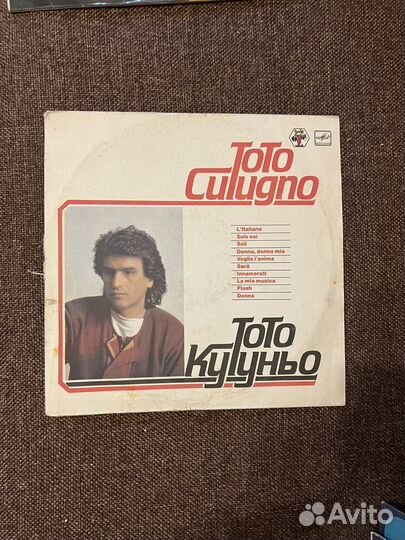 Toto
Cutugno
L'Italiano
Solo noi
Soli
Donna, donna mia
Voglio l'anima
Sarà
Innamorati
La mia musica
Flash
Donna
Тото
Кутуньо
Avito